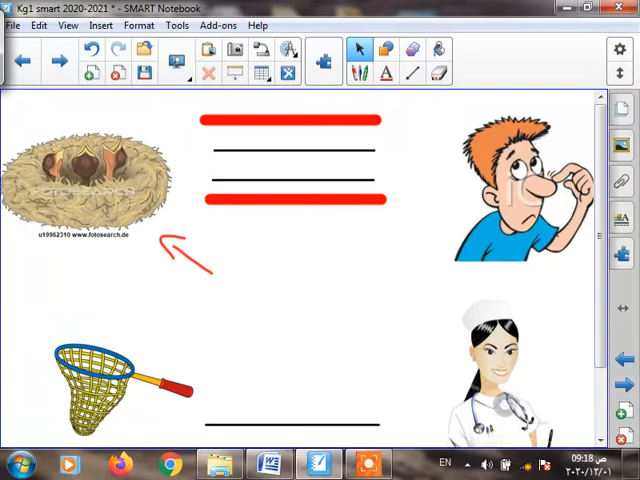 Kg1 smart 2020-2021 * - SMART Notebook
File Edit View Insert Format Tools Add-ons Help
u19962310 www.fotosearch.de
EN
09:18 ص
٢٠٢٠/١٢/٠١